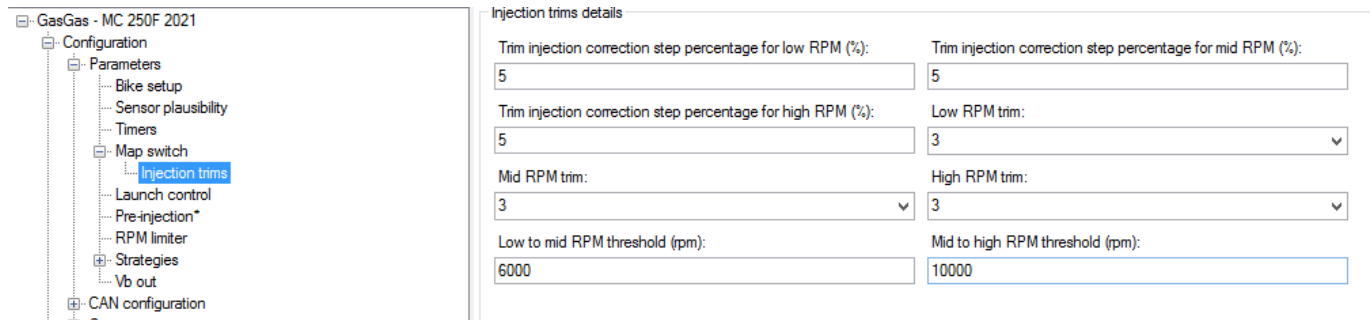 GasGas - MC 250F 2021
Configuration
Parameters
Bike setup
Sensor plausibility
Timers
Map switch
Injection trims
Launch control
Pre-injection*
RPM limiter
Strategies
Vb out
CAN configuration
Injection trims details
Trim injection correction step percentage for low RPM (%):
Trim injection correction step percentage for mid RPM (%):
5
5
Trim injection correction step percentage for high RPM (%):
Low RPM trim:
5
3
Mid RPM trim:
High RPM trim:
3
3
Low to mid RPM threshold (rpm):
Mid to high RPM threshold (rpm):
6000
10000